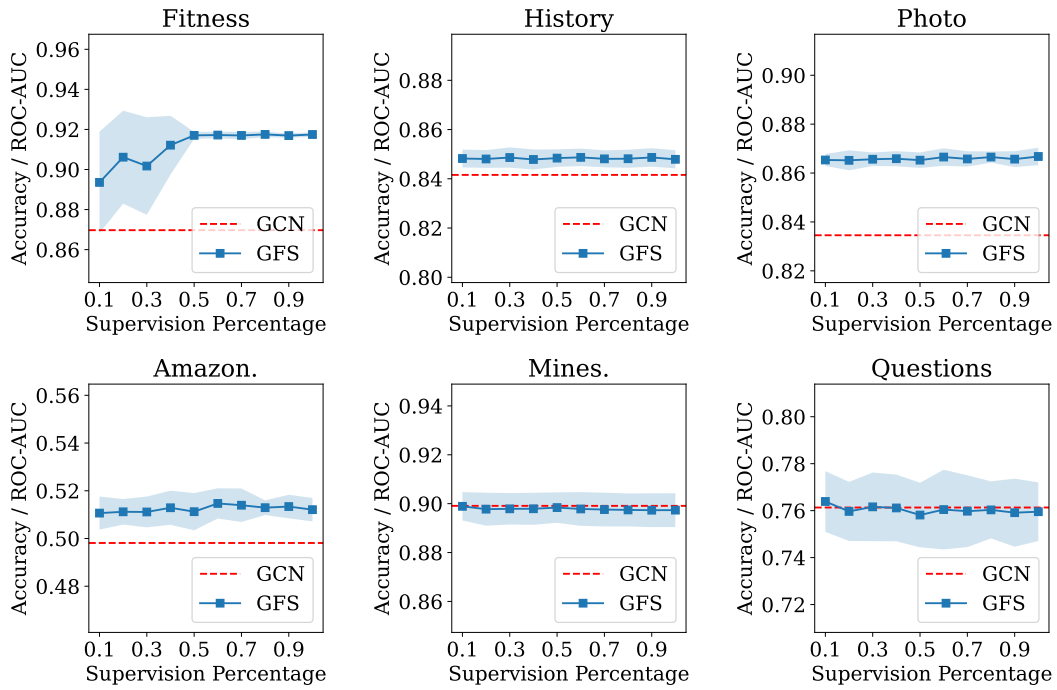 Fitness
Accuracy / ROC-AUC
0.96
0.94
0.92
0.90
0.88
0.86
GCN
GFS
0.1 0.3 0.5 0.7 0.9
Supervision Percentage
History
Accuracy / ROC-AUC
0.88
0.86
0.84
0.82
0.80
GCN
GFS
0.1 0.3 0.5 0.7 0.9
Supervision Percentage
Photo
Accuracy / ROC-AUC
0.90
0.88
0.86
0.84
0.82
GCN
GFS
0.1 0.3 0.5 0.7 0.9
Supervision Percentage
Amazon.
Accuracy / ROC-AUC
0.56
0.54
0.52
0.50
0.48
GCN
GFS
0.1 0.3 0.5 0.7 0.9
Supervision Percentage
Mines.
Accuracy / ROC-AUC
0.94
0.92
0.90
0.88
0.86
GCN
GFS
0.1 0.3 0.5 0.7 0.9
Supervision Percentage
Questions
Accuracy / ROC-AUC
0.80
0.78
0.76
0.74
0.72
GCN
GFS
0.1 0.3 0.5 0.7 0.9
Supervision Percentage